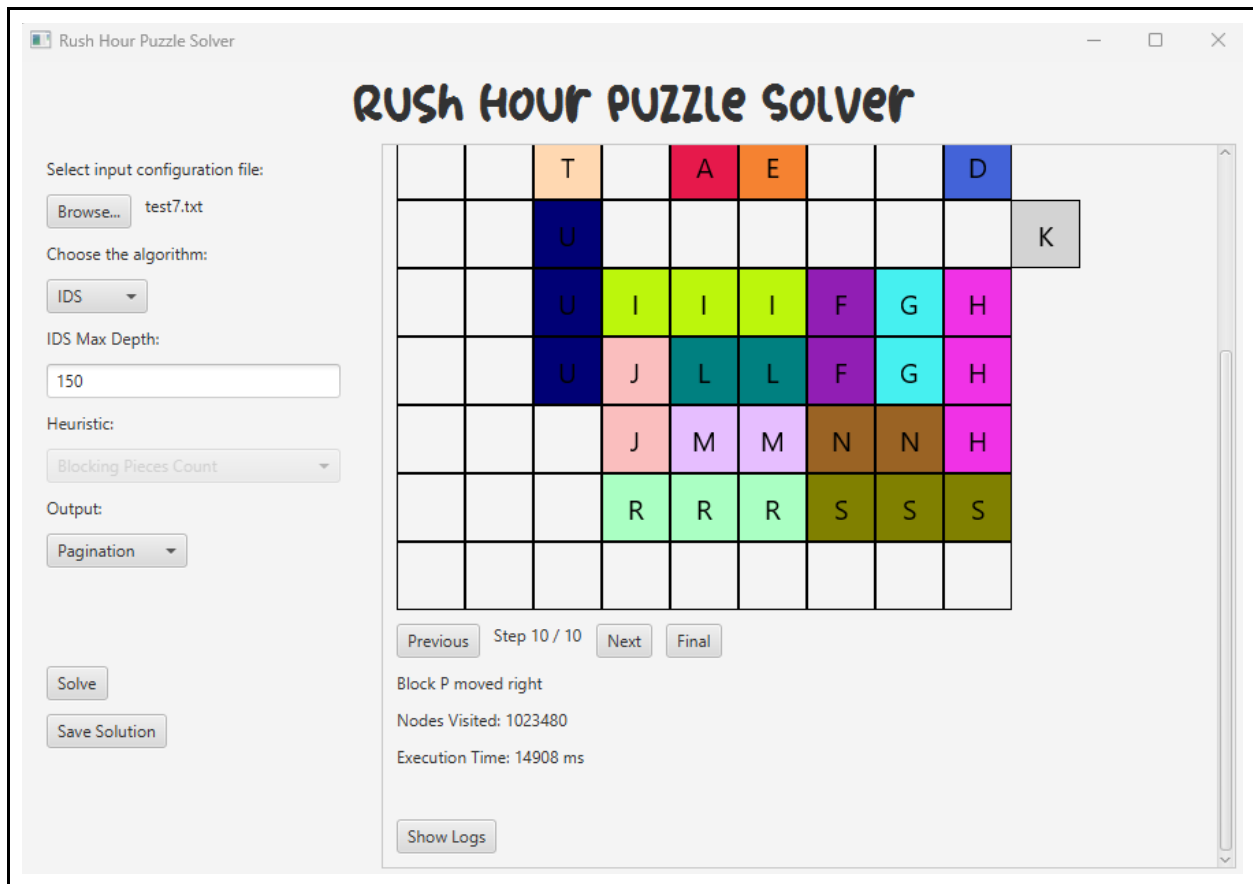 Rush Hour Puzzle Solver
Rush Hour Puzzle Solver
Select input configuration file:
Browse... test7.txt
Choose the algorithm:
IDS
IDS Max Depth:
150
Heuristic:
Blocking Pieces Count
Output:
Pagination
Solve
Save Solution
T A E D
U K
U I I I F G H
U J L L F G H
J M M N N H
R R R S S S
Previous Step 10 / 10 Next Final
Block P moved right
Nodes Visited: 1023480
Execution Time: 14908 ms
Show Logs